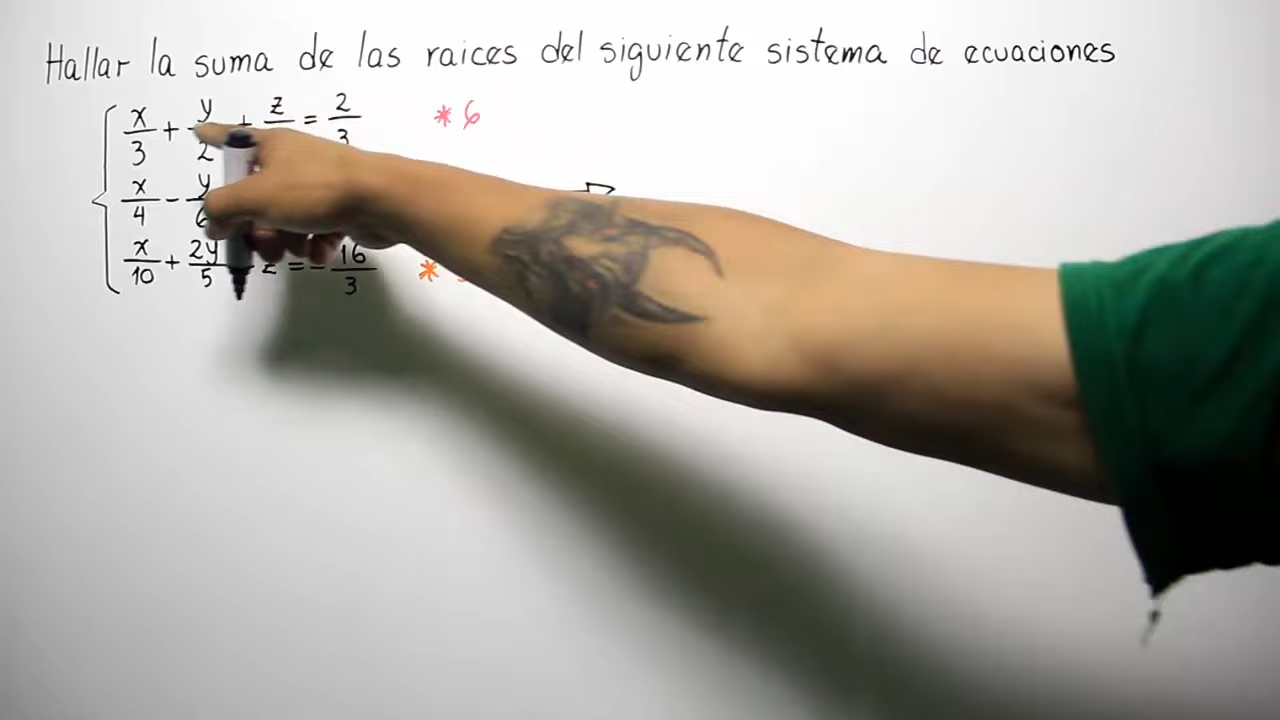 Hallar la suma de las raices del siguiente sistema de ecuaciones
x/3 + y/2 + z = 2/3 * 6
x/4 - y/6
x/10 + 2y/5 - z = - 16/3 *